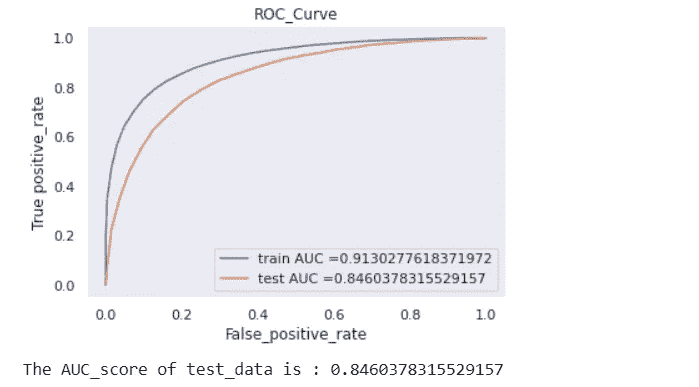 ROC_Curve
1.0
0.8
0.6
0.4
0.2
0.0
True positive_rate
train AUC =0.9130277618371972
test AUC =0.8460378315529157
0.0 0.2 0.4 0.6 0.8 1.0
False_positive_rate
The AUC_score of test_data is : 0.8460378315529157